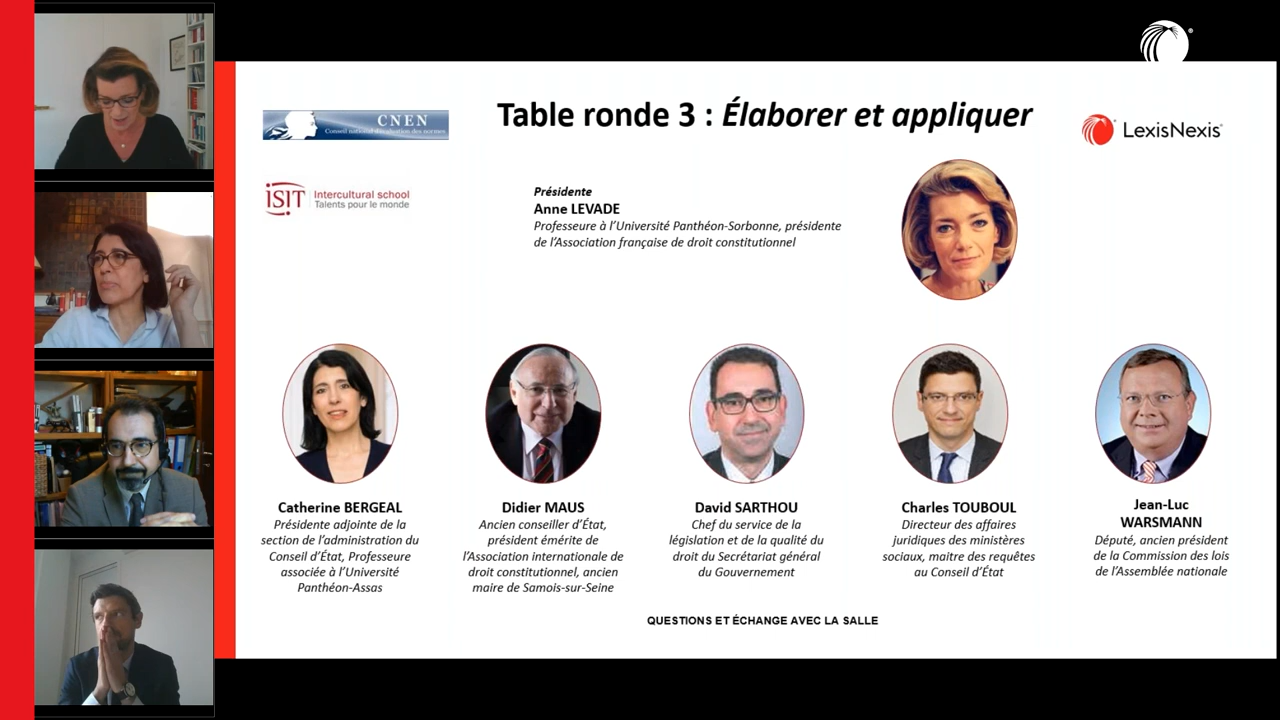 Table ronde 3 : Élaborer et appliquer
CNEN
Conseil national d'évaluation des normes
LexisNexis®
iSIT Intercultural school
Talents pour le monde
Présidente
Anne LEVADE
Professeure à l'Université Panthéon-Sorbonne, présidente
de l'Association française de droit constitutionnel
Catherine BERGEAL
Présidente adjointe de la
section de l'administration du
Conseil d'État, Professeure
associée à l'Université
Panthéon-Assas
Didier MAUS
Ancien conseiller d'État,
président émérite de
l'Association internationale de
droit constitutionnel, ancien
maire de Samois-sur-Seine
David SARTHOU
Chef du service de la
législation et de la qualité du
droit du Secrétariat général
du Gouvernement
Charles TOUBOUL
Directeur des affaires
juridiques des ministères
sociaux, maitre des requêtes
au Conseil d'État
Jean-Luc
WARSMANN
Député, ancien président
de la Commission des lois
de l'Assemblée nationale
QUESTIONS ET ÉCHANGE AVEC LA SALLE